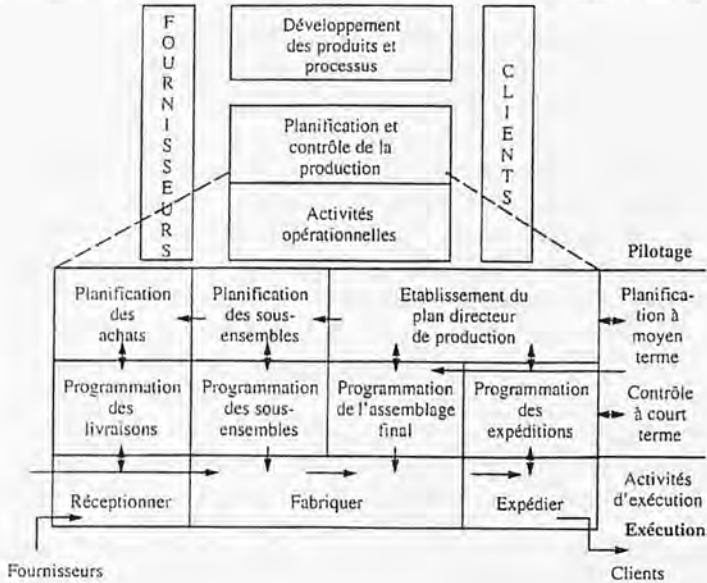 FOURNISSEURS
Développement
des produits et
processus
CLIENTS
Planification et
contrôle de la
production
Activités
opérationnelles
Pilotage
Planification
des
achats
Planification
des sous-
ensembles
Etablissement du
plan directeur
de production
Planifica-
tion à
moyen
terme
Programmation
des
livraisons
Programmation
des sous-
ensembles
Programmation
de l'assemblage
final
Programmation
des
expéditions
Contrôle
à court
terme
Réceptionner
Fabriquer
Expédier
Activités
d'exécution
Exécution
Fournisseurs
Clients